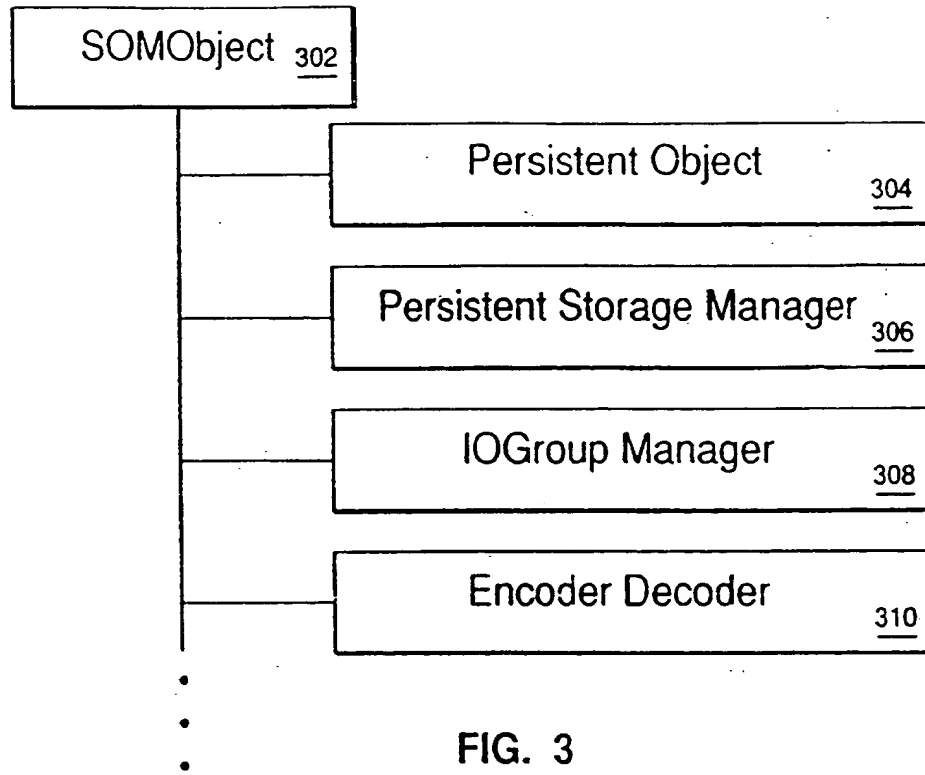 SOMObject 302
Persistent Object
304
Persistent Storage Manager
306
IOGroup Manager
308
Encoder Decoder
310
FIG. 3